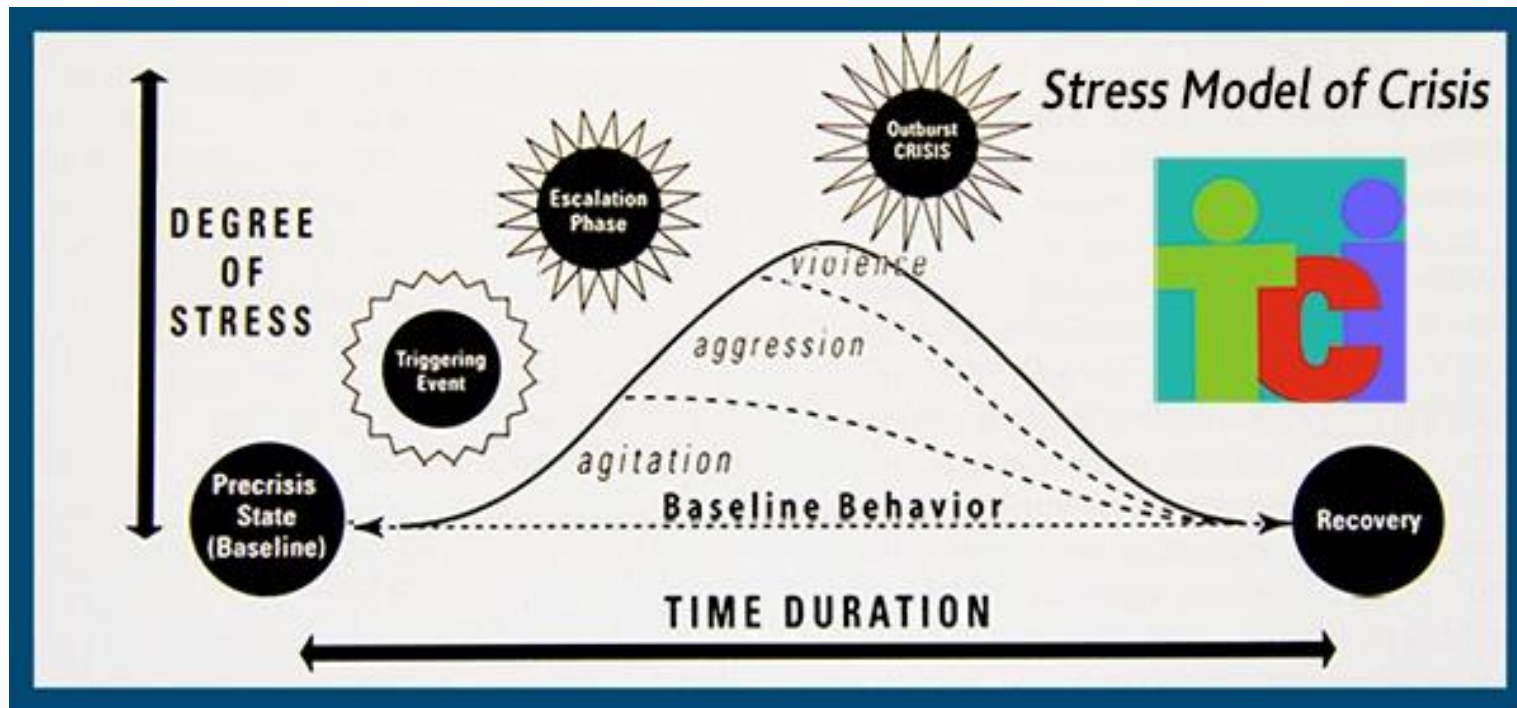 Stress Model of Crisis
DEGREE
OF
STRESS
Precrisis
State
(Baseline)
Triggering
Event
Escalation
Phase
Outburst
CRISIS
violence
aggression
agitation
Baseline Behavior
Recovery
TIME DURATION
TCI